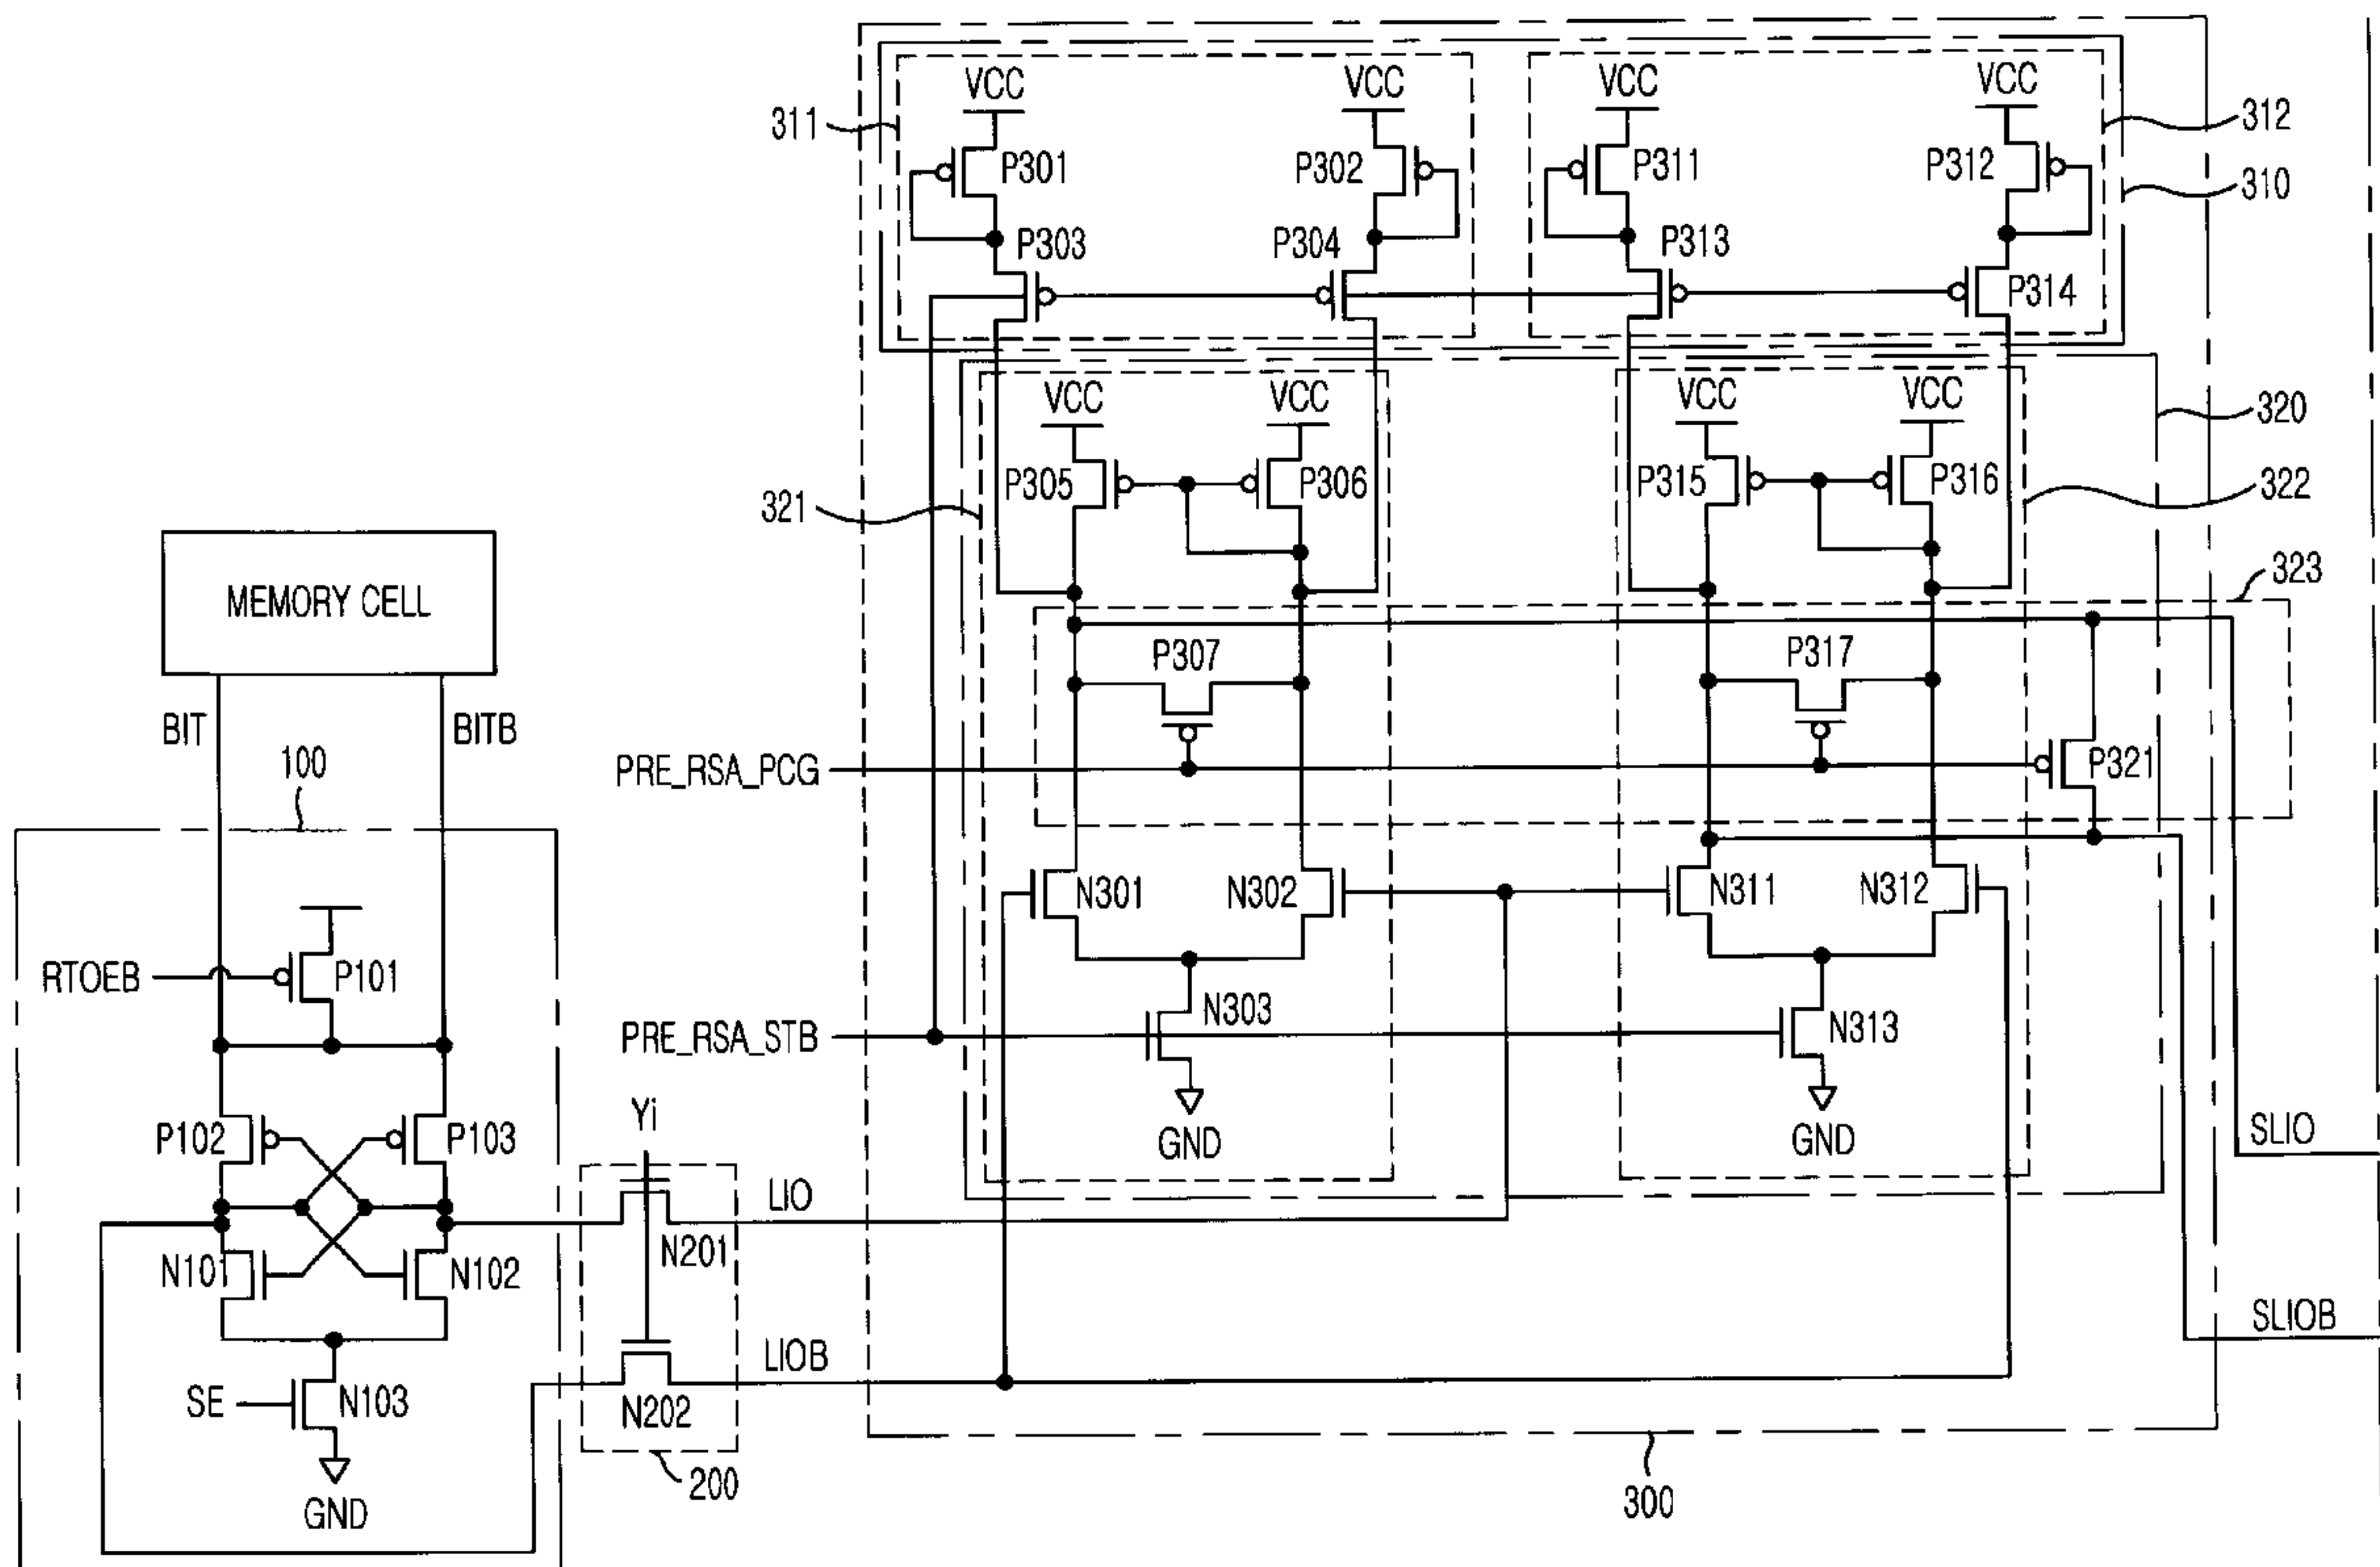 VCC VCC VCC VCC
311 P301 P302 P311 P312 312
310
P303 P304 P313 P314
VCC VCC VCC VCC
320
P305 P306 P315 P316
321 322
MEMORY CELL
323
P307 P317
BIT BITB
PRE_RSA_PCG P321
100
N301 N302 N311 N312
RTOEB P101
N303 N313
PRE_RSA_STB
Yi
P102 P103 GND GND SLIO
LIO
N201
N101 N102
SLIOB
LIOB
SE N103 N202
200 300
GND